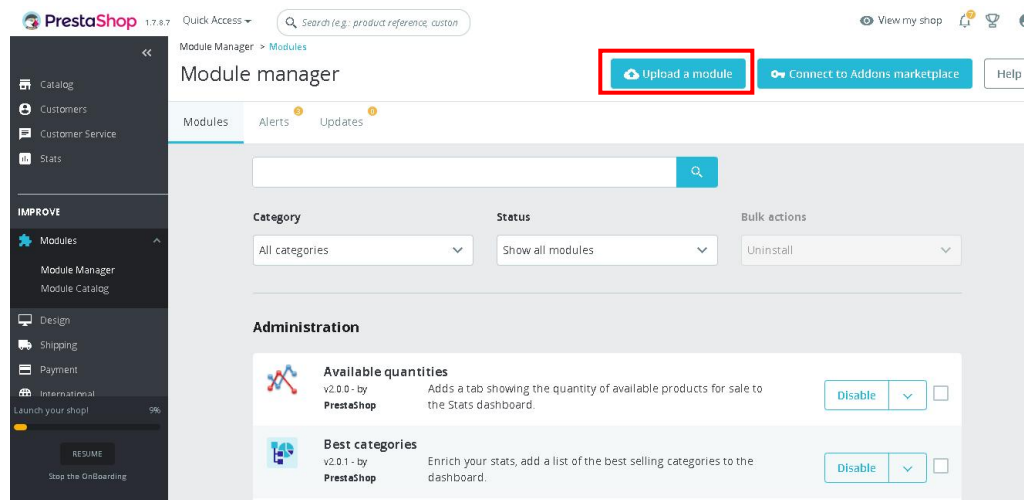 PrestaShop 1.7.8.7 Quick Access Search (e.g.: product reference, custon View my shop
Module Manager > Modules
Module manager
Upload a module
Connect to Addons marketplace
Help
Catalog
Customers
Customer Service
Stats
IMPROVE
Modules
Module Manager
Module Catalog
Design
Shipping
Payment
International
Launch your shop! 9%
RESUME
Stop the OnBoarding
Modules Alerts 3 Updates 0
Category Status Bulk actions
All categories Show all modules Uninstall
Administration
Available quantities
v2.0.0 - by
PrestaShop
Adds a tab showing the quantity of available products for sale to
the Stats dashboard.
Disable
Best categories
v2.0.1 - by
PrestaShop
Enrich your stats, add a list of the best selling categories to the
dashboard.
Disable